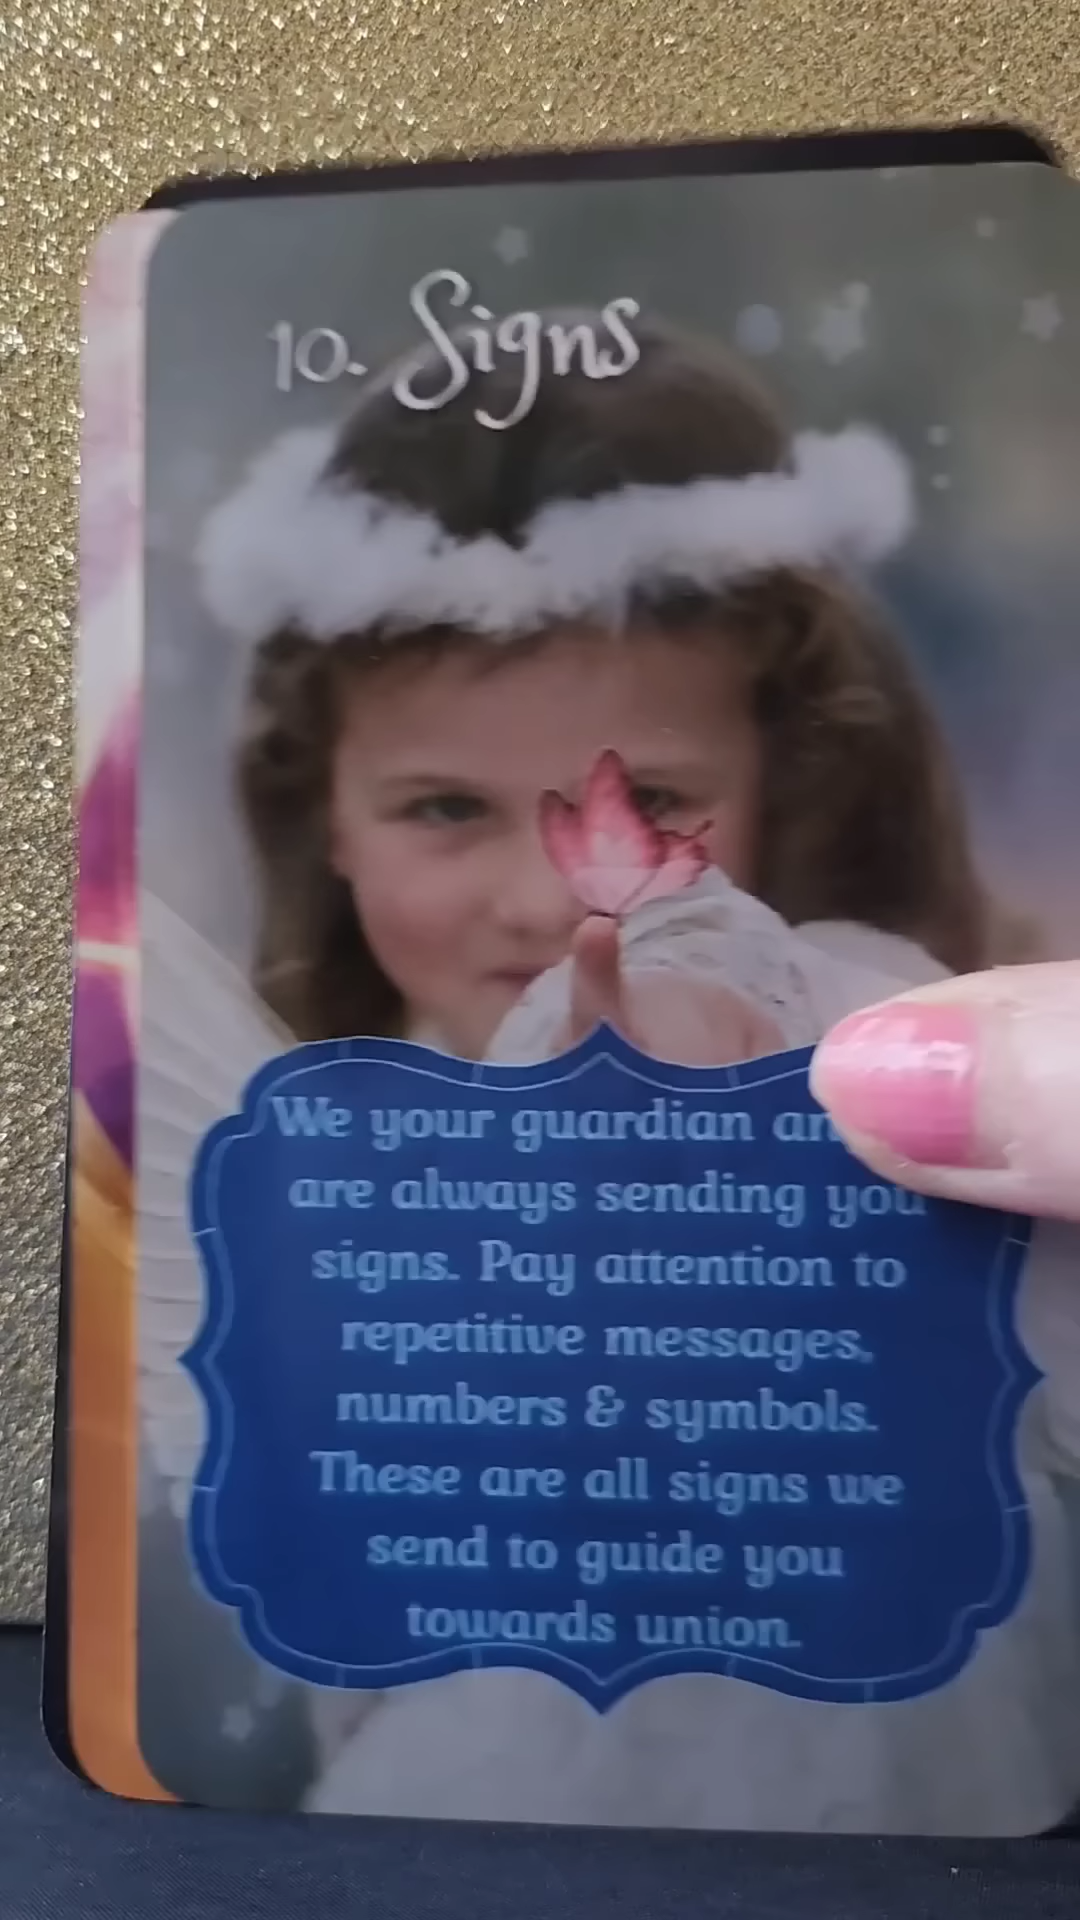 10. Signs
We your guardian
are always sending you
signs. Pay attention to
repetitive messages,
numbers & symbols.
These are all signs we
send to guide you
towards union.